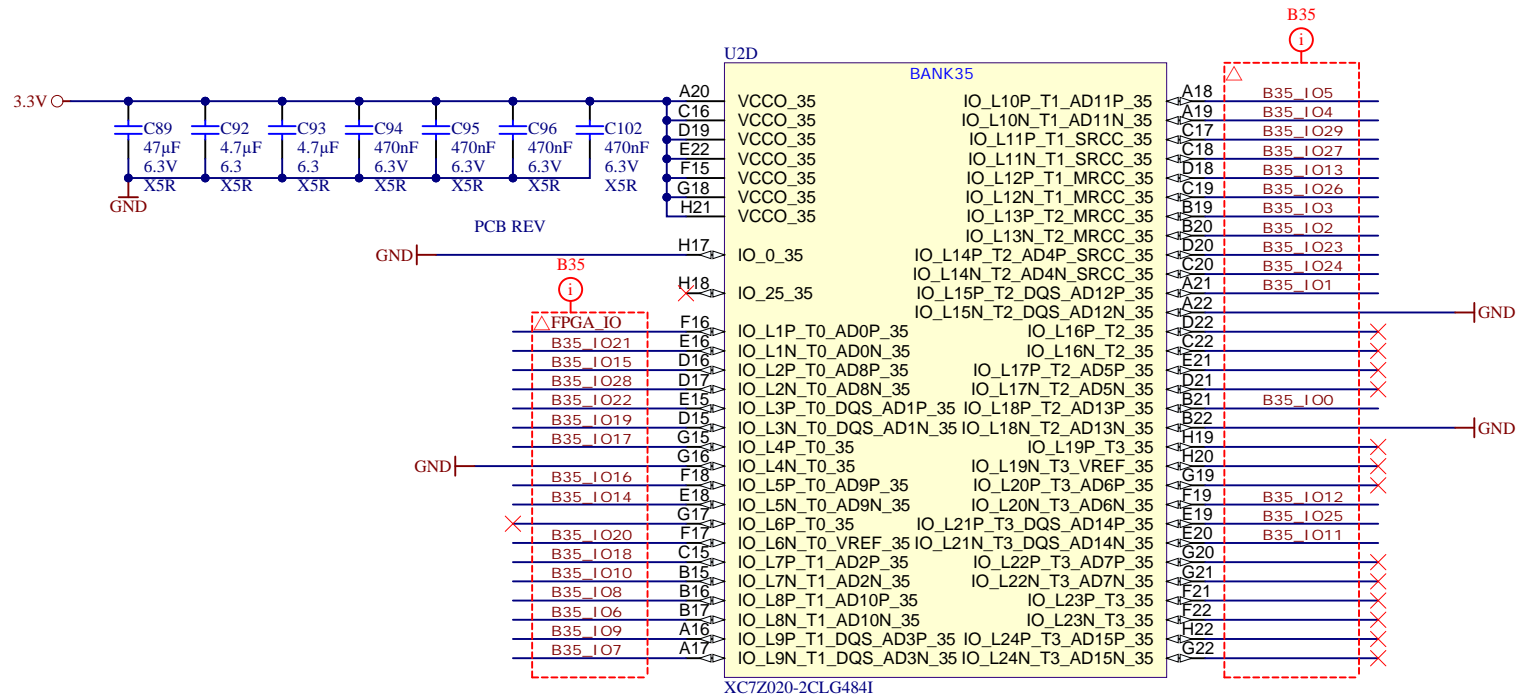 B35
i
U2D
BANK35
3.3V
C89
47µF
6.3V
X5R
C92
4.7µF
6.3
X5R
C93
4.7µF
6.3
X5R
C94
470nF
6.3V
X5R
C95
470nF
6.3V
X5R
C96
470nF
6.3V
X5R
C102
470nF
6.3V
X5R
GND
PCB REV
A20 VCCO_35
C16 VCCO_35
D19 VCCO_35
E22 VCCO_35
F15 VCCO_35
G18 VCCO_35
H21 VCCO_35
GND H17 IO_0_35
H18 IO_25_35
B35
i
FPGA_IO F16 IO_L1P_T0_AD0P_35
B35_IO21 E16 IO_L1N_T0_AD0N_35
B35_IO15 D16 IO_L2P_T0_AD8P_35
B35_IO28 D17 IO_L2N_T0_AD8N_35
B35_IO22 E15 IO_L3P_T0_DQS_AD1P_35
B35_IO19 D15 IO_L3N_T0_DQS_AD1N_35
B35_IO17 G15 IO_L4P_T0_35
GND G16 IO_L4N_T0_35
B35_IO16 F18 IO_L5P_T0_AD9P_35
B35_IO14 E18 IO_L5N_T0_AD9N_35
G17 IO_L6P_T0_35
B35_IO20 F17 IO_L6N_T0_VREF_35
B35_IO18 C15 IO_L7P_T1_AD2P_35
B35_IO10 B15 IO_L7N_T1_AD2N_35
B35_IO8 B16 IO_L8P_T1_AD10P_35
B35_IO6 B17 IO_L8N_T1_AD10N_35
B35_IO9 A16 IO_L9P_T1_DQS_AD3P_35
B35_IO7 A17 IO_L9N_T1_DQS_AD3N_35
IO_L10P_T1_AD11P_35 A18 B35_IO5
IO_L10N_T1_AD11N_35 A19 B35_IO4
IO_L11P_T1_SRCC_35 C17 B35_IO29
IO_L11N_T1_SRCC_35 C18 B35_IO27
IO_L12P_T1_MRCC_35 D18 B35_IO13
IO_L12N_T1_MRCC_35 C19 B35_IO26
IO_L13P_T2_MRCC_35 B19 B35_IO3
IO_L13N_T2_MRCC_35 B20 B35_IO2
IO_L14P_T2_AD4P_SRCC_35 D20 B35_IO23
IO_L14N_T2_AD4N_SRCC_35 C20 B35_IO24
IO_L15P_T2_DQS_AD12P_35 A21 B35_IO1
IO_L15N_T2_DQS_AD12N_35 A22 GND
IO_L16P_T2_35 D22
IO_L16N_T2_35 C22
IO_L17P_T2_AD5P_35 E21
IO_L17N_T2_AD5N_35 D21
IO_L18P_T2_AD13P_35 B21 B35_IO0
IO_L18N_T2_AD13N_35 B22 GND
IO_L19P_T3_35 H19
IO_L19N_T3_VREF_35 H20
IO_L20P_T3_AD6P_35 G19
IO_L20N_T3_AD6N_35 F19 B35_IO12
IO_L21P_T3_DQS_AD14P_35 E19 B35_IO25
IO_L21N_T3_DQS_AD14N_35 E20 B35_IO11
IO_L22P_T3_AD7P_35 G20
IO_L22N_T3_AD7N_35 G21
IO_L23P_T3_35 F21
IO_L23N_T3_35 F22
IO_L24P_T3_AD15P_35 H22
IO_L24N_T3_AD15N_35 G22
XC7Z020-2CLG484I